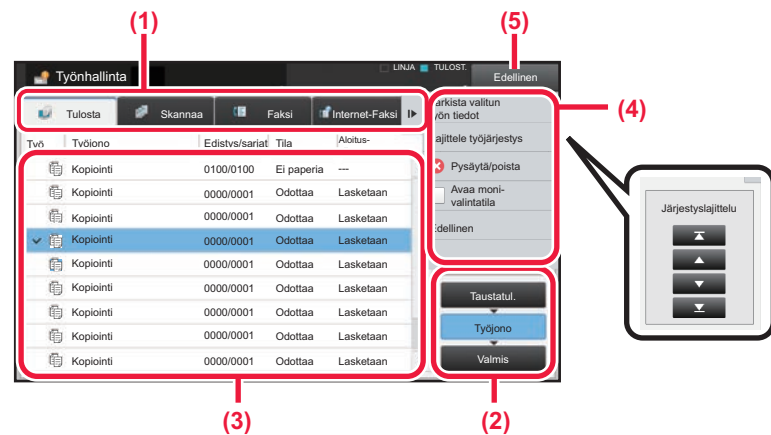 (1)
(5)
Työnhallinta
LINJA
TULOST.
Edellinen
Tulosta
Skannaa
Faksi
Internet-Faksi
(4)
arkista valitun
yön tiedot
ajittele työjärjestys
Pysäytä/poista
Avaa moni-
valintatila
Edellinen
Työ
Työjono
Edistys/sariat
Tila
Aloitus-
Kopiointi 0100/0100 Ei paperia ---
Kopiointi 0000/0001 Odottaa Lasketaan
Kopiointi 0000/0001 Odottaa Lasketaan
Kopiointi 0000/0001 Odottaa Lasketaan
Kopiointi 0000/0001 Odottaa Lasketaan
Kopiointi 0000/0001 Odottaa Lasketaan
Kopiointi 0000/0001 Odottaa Lasketaan
Kopiointi 0000/0001 Odottaa Lasketaan
Kopiointi 0000/0001 Odottaa Lasketaan
Järjestyslajittelu
Taustatul.
Työjono
Valmis
(3)
(2)